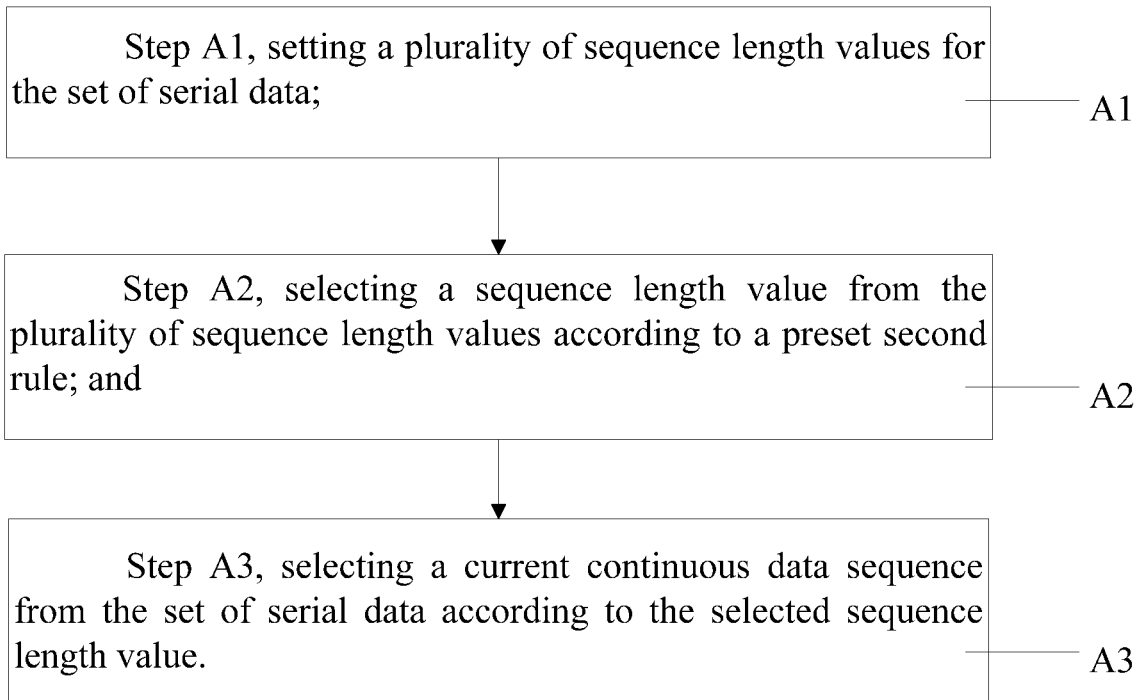 Step A1, setting a plurality of sequence length values for
the set of serial data;
A1
Step A2, selecting a sequence length value from the
plurality of sequence length values according to a preset second
rule; and
A2
Step A3, selecting a current continuous data sequence
from the set of serial data according to the selected sequence
length value.
A3